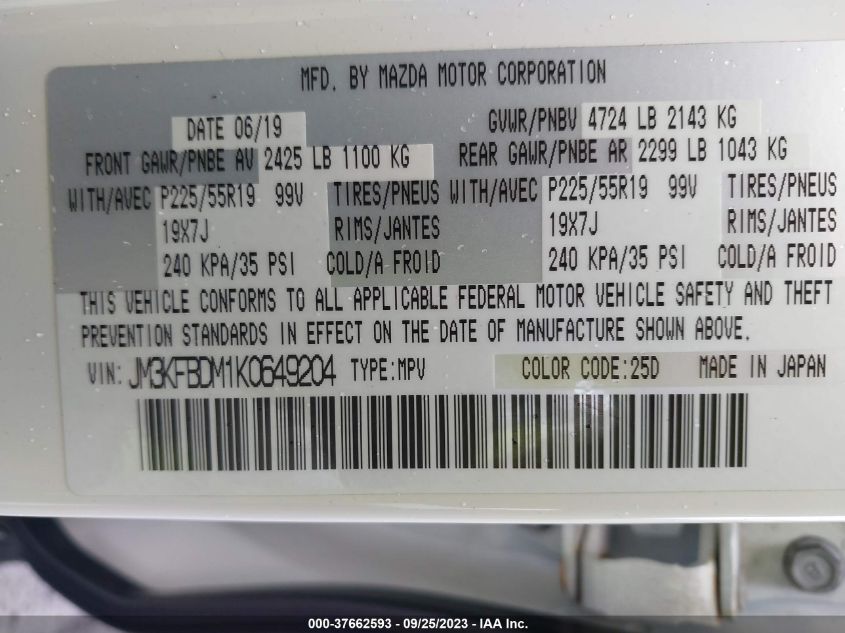 MFD. BY MAZDA MOTOR CORPORATION
DATE 06/19 GVWR/PNBV 4724 LB 2143 KG
FRONT GAWR/PNBE AV 2425 LB 1100 KG REAR GAWR/PNBE AR 2299 LB 1043 KG
WITH/AVEC P225/55R19 99V TIRES/PNEUS WITH/AVEC P225/55R19 99V TIRES/PNEUS
19X7J RIMS/JANTES 19X7J RIMS/JANTES
240 KPA/35 PSI COLD/A FROID 240 KPA/35 PSI COLD/A FROID
THIS VEHICLE CONFORMS TO ALL APPLICABLE FEDERAL MOTOR VEHICLE SAFETY AND THEFT
PREVENTION STANDARDS IN EFFECT ON THE DATE OF MANUFACTURE SHOWN ABOVE.
VIN: JM3KFBDM1K0649204 TYPE:MPV COLOR CODE:25D MADE IN JAPAN
000-37662593 - 09/25/2023 - IAA Inc.